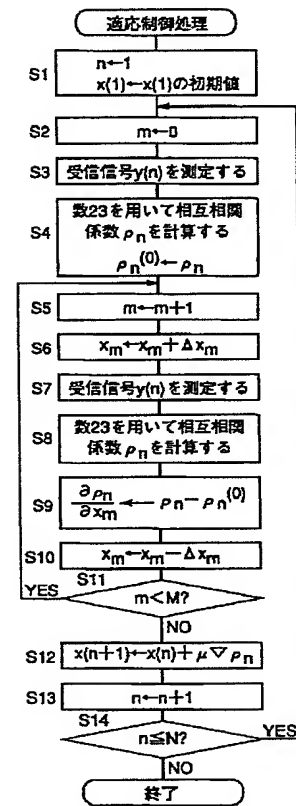 適応制御処理
S1
n←1
x(1)←x(1)の初期値
S2
m←0
S3
受信信号y(n)を測定する
S4
数23を用いて相互相関
係数ρnを計算する
ρn(0)←ρn
S5
m←m+1
S6
xm←xm+Δxm
S7
受信信号y(n)を測定する
S8
数23を用いて相互相関
係数ρnを計算する
S9
∂ρn
∂xm
←ρn−ρn(0)
S10
xm←xm−Δxm
S11
YES
m<M?
NO
S12
x(n+1)←x(n)+μ▽ρn
S13
n←n+1
S14
n≦N?
YES
NO
終了